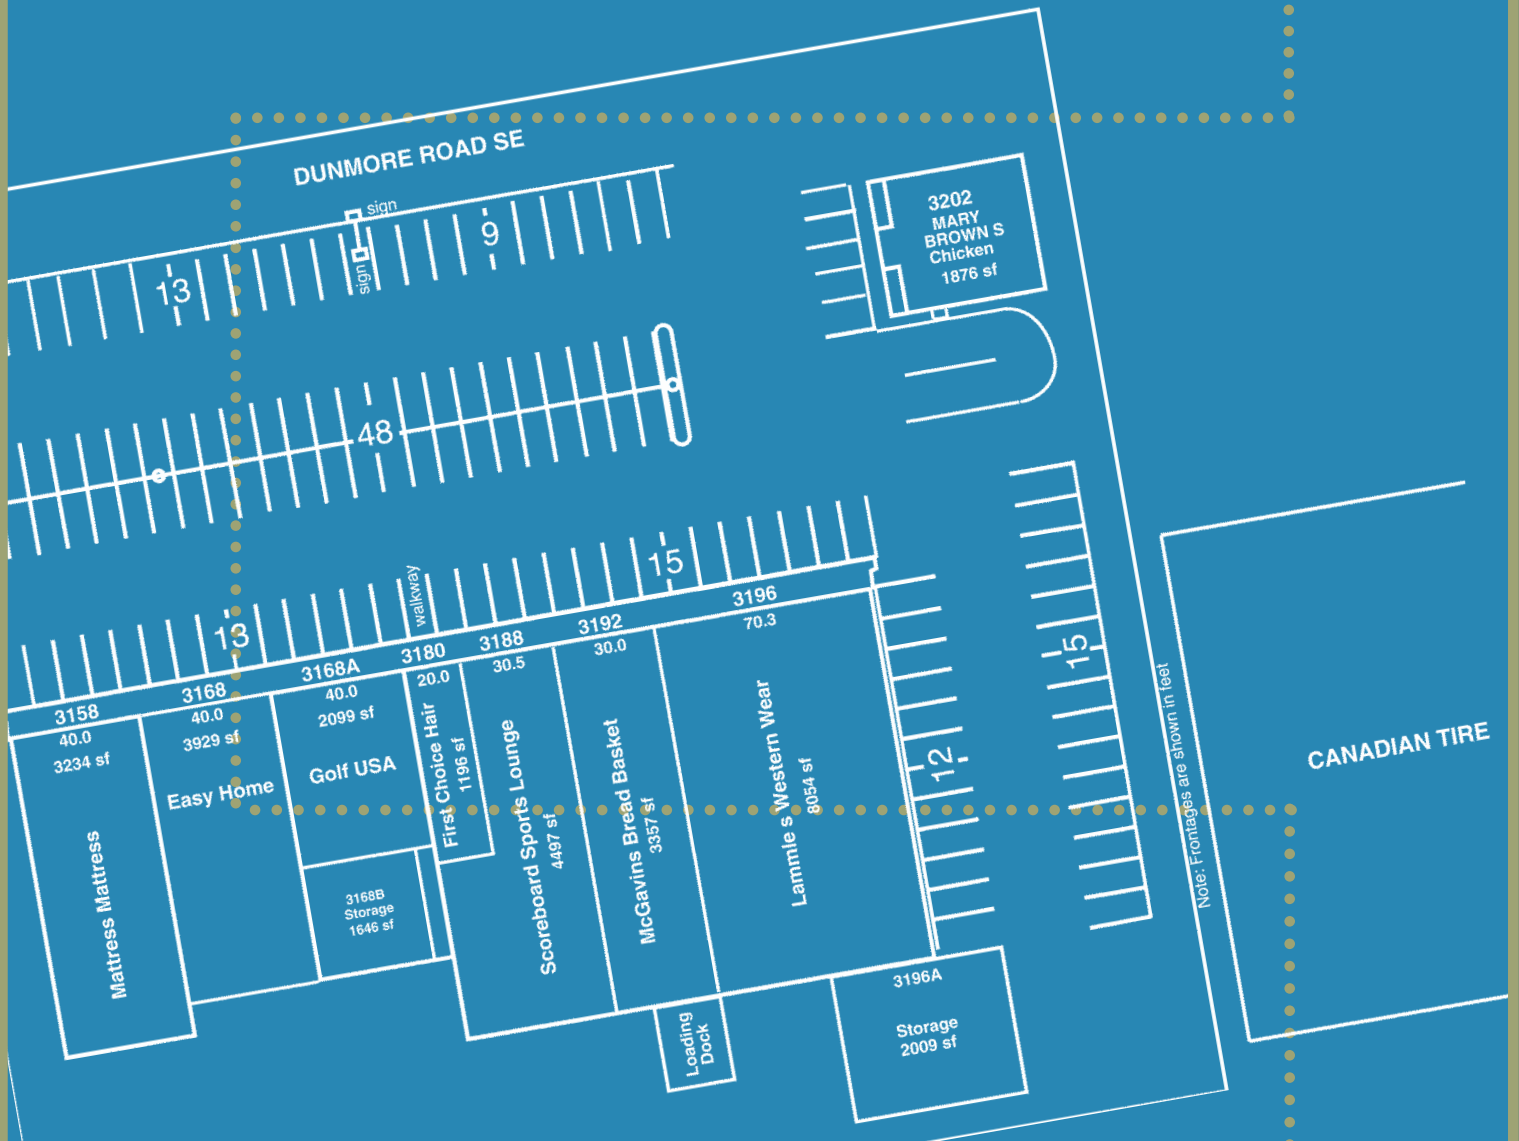 DUNMORE ROAD SE
sign
sign
13
9
3202
MARY
BROWN S
Chicken
1876 sf
48
walkway
13
15
3158
3168
3168A
3180
3188
3192
3196
40.0
3234 sf
Mattress Mattress
40.0
3929 sf
Easy Home
40.0
2099 sf
Golf USA
3168B
Storage
1646 sf
20.0
First Choice Hair
1196 sf
30.5
Scoreboard Sports Lounge
4497 sf
30.0
McGavins Bread Basket
3357 sf
70.3
Lammle s Western Wear
8054 sf
12
15
Note: Frontages are shown in feet
CANADIAN TIRE
Loading
Dock
3196A
Storage
2009 sf